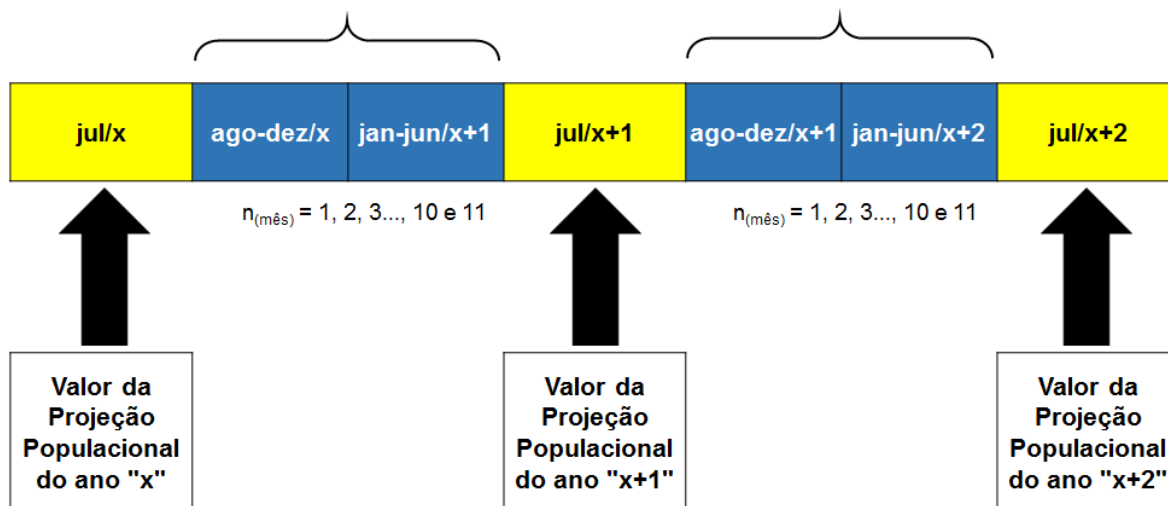 jul/x
ago-dez/x
jan-jun/x+1
jul/x+1
ago-dez/x+1
jan-jun/x+2
jul/x+2
n(mês) = 1, 2, 3..., 10 e 11
n(mês) = 1, 2, 3..., 10 e 11
Valor da
Projeção
Populacional
do ano "x"
Valor da
Projeção
Populacional
do ano "x+1"
Valor da
Projeção
Populacional
do ano "x+2"